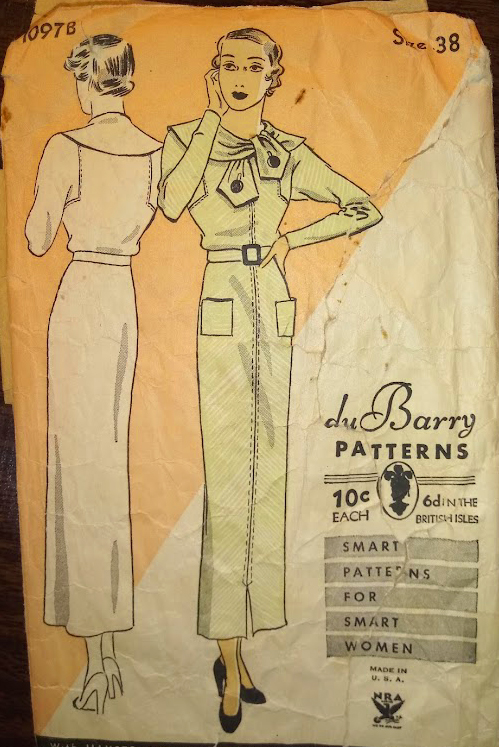 1097B
Size 38
du Barry
PATTERNS
10c
EACH
6d IN THE
BRITISH ISLES
SMART
PATTERNS
FOR
SMART
WOMEN
MADE IN
U.S.A.
NRA
With